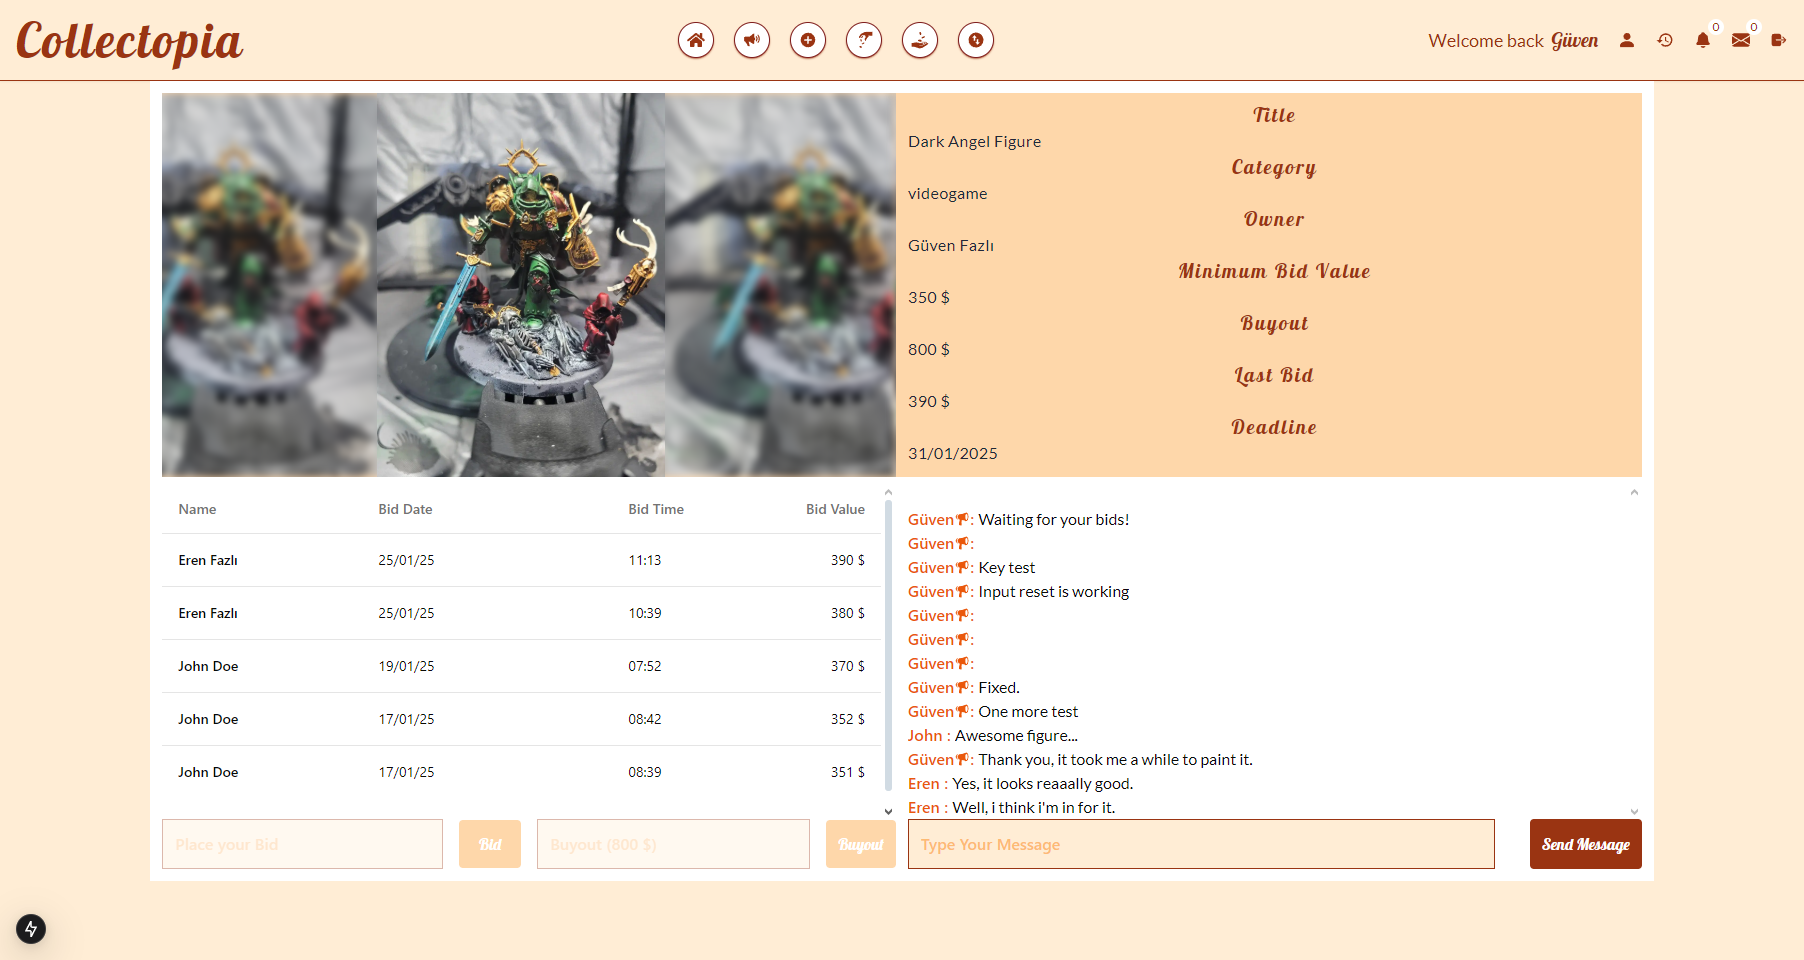 Collectopia
Welcome back Güven
0
0
Title
Dark Angel Figure
Category
videogame
Owner
Güven Fazlı
Minimum Bid Value
350 $
Buyout
800 $
Last Bid
390 $
Deadline
31/01/2025
Name Bid Date Bid Time Bid Value
Eren Fazlı 25/01/25 11:13 390 $
Eren Fazlı 25/01/25 10:39 380 $
John Doe 19/01/25 07:52 370 $
John Doe 17/01/25 08:42 352 $
John Doe 17/01/25 08:39 351 $
Place your Bid
Bid
Buyout (800 $)
Buyout
Güven: Waiting for your bids!
Güven:
Güven: Key test
Güven: Input reset is working
Güven:
Güven:
Güven:
Güven: Fixed.
Güven: One more test
John : Awesome figure...
Güven: Thank you, it took me a while to paint it.
Eren : Yes, it looks reaaally good.
Eren : Well, i think i'm in for it.
Type Your Message
Send Message